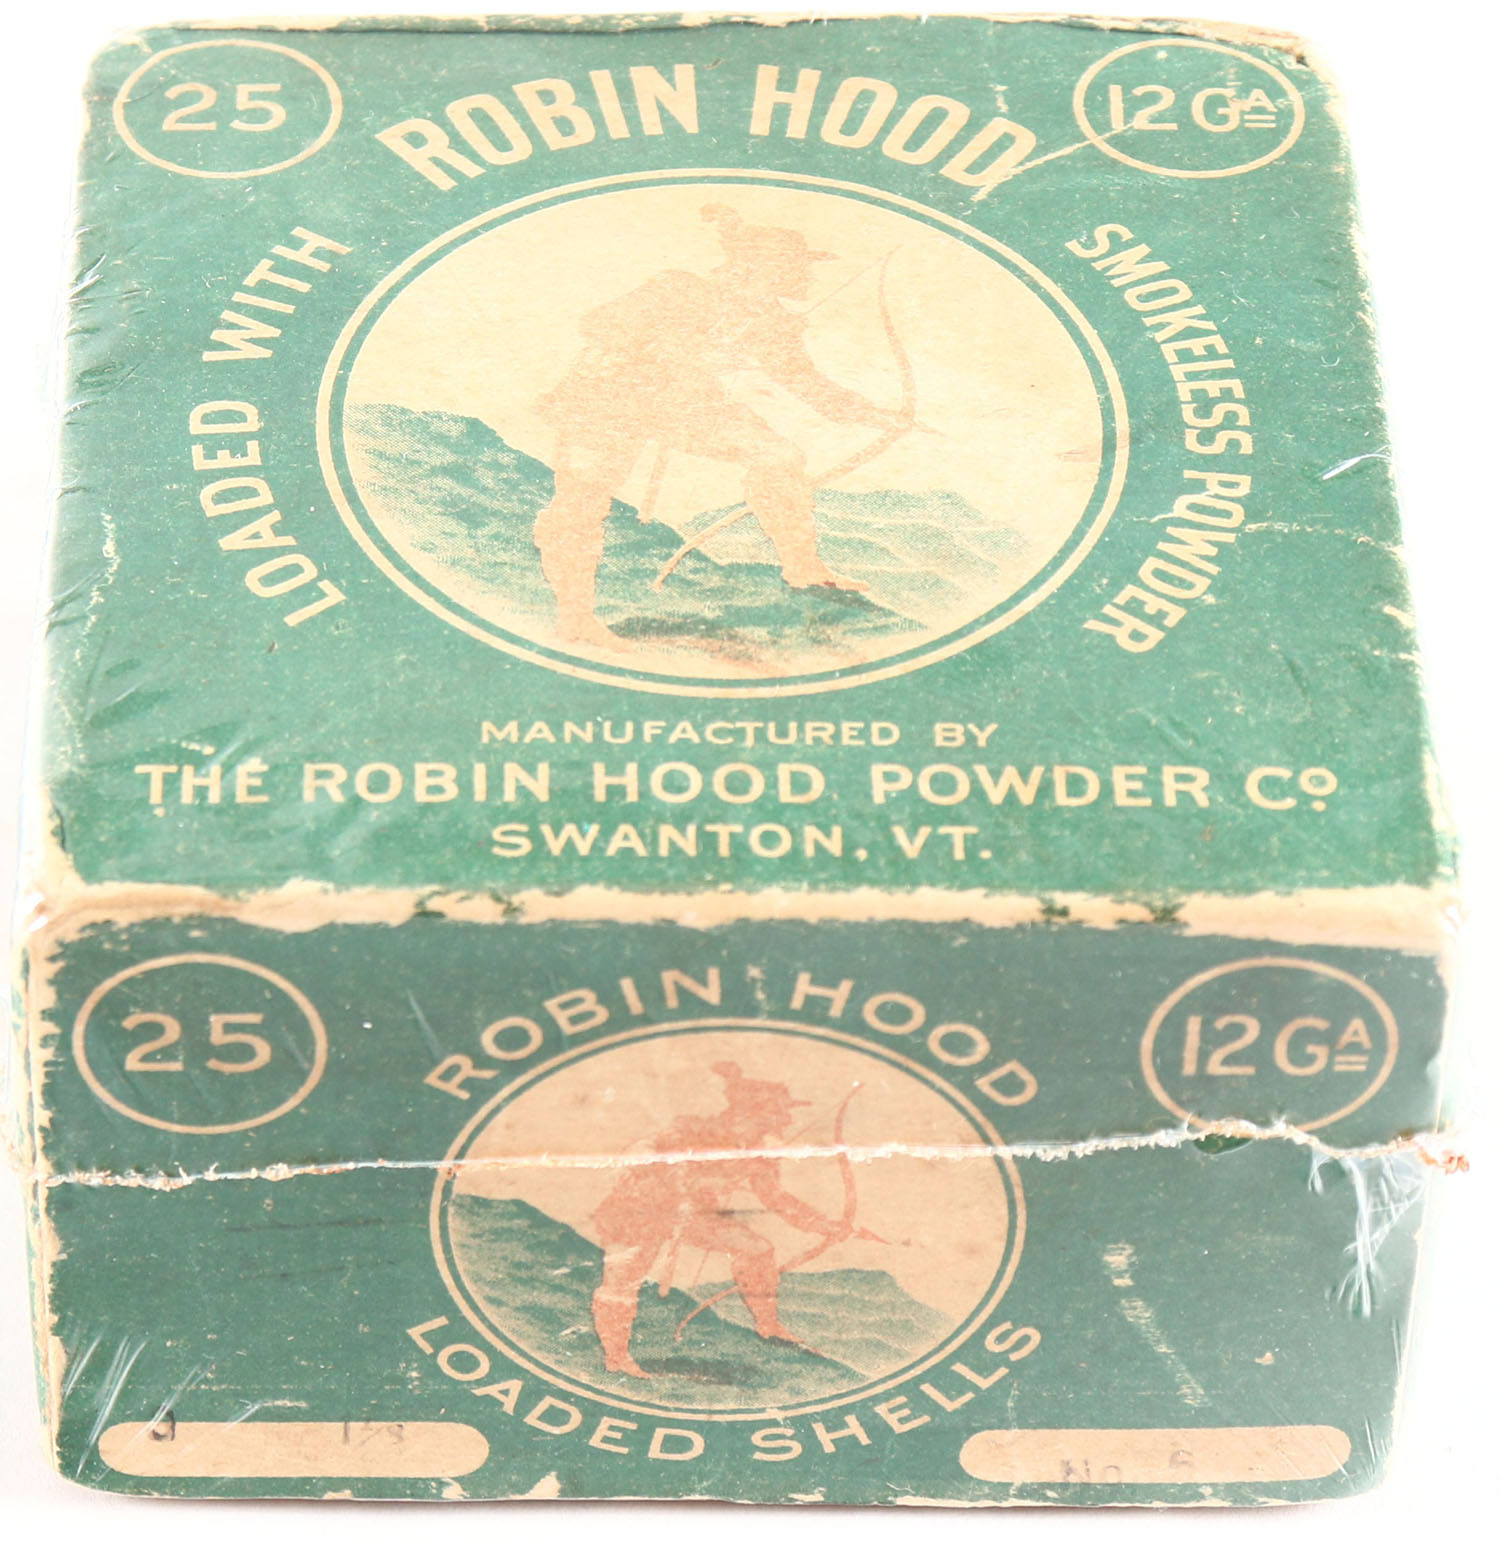 25
ROBIN HOOD
12 GA
LOADED WITH
SMOKELESS POWDER
MANUFACTURED BY
THE ROBIN HOOD POWDER Co.
SWANTON, VT.
25
ROBIN HOOD
12 GA
LOADED SHELLS
No 6